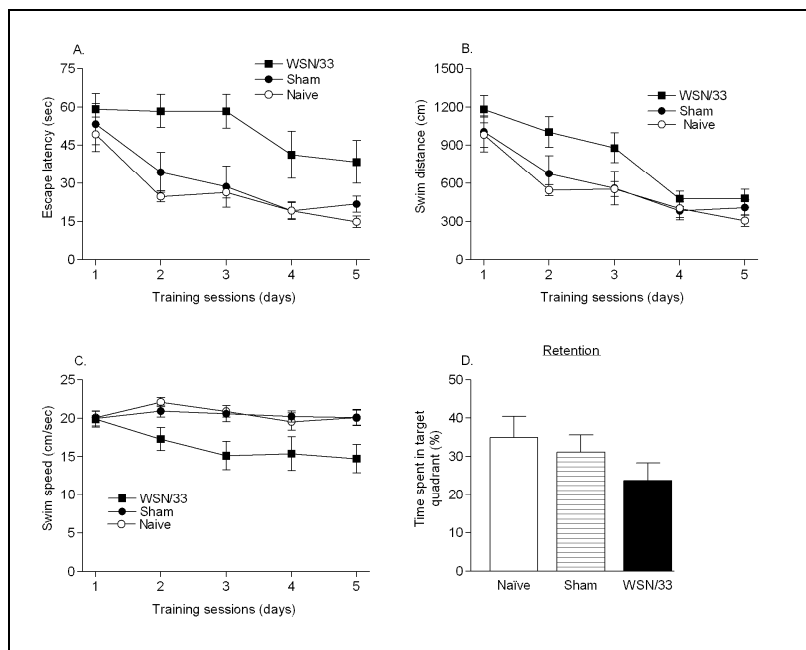 A.
WSN/33
Sham
Naive
Escape latency (sec)
75
60
45
30
15
0
1 2 3 4 5
Training sessions (days)
B.
WSN/33
Sham
Naive
Swim distance (cm)
1500
1200
900
600
300
0
1 2 3 4 5
Training sessions (days)
C.
Swim speed (cm/sec)
25
20
15
10
5
0
WSN/33
Sham
Naive
1 2 3 4 5
Training sessions (days)
D.
Retention
Time spent in target
quadrant (%)
50
40
30
20
10
0
Naïve Sham WSN/33